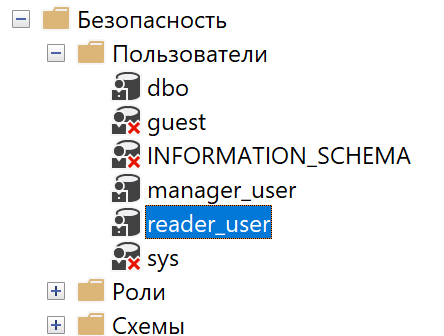 Безопасность
Пользователи
dbo
guest
INFORMATION_SCHEMA
manager_user
reader_user
sys
Роли
Схемы